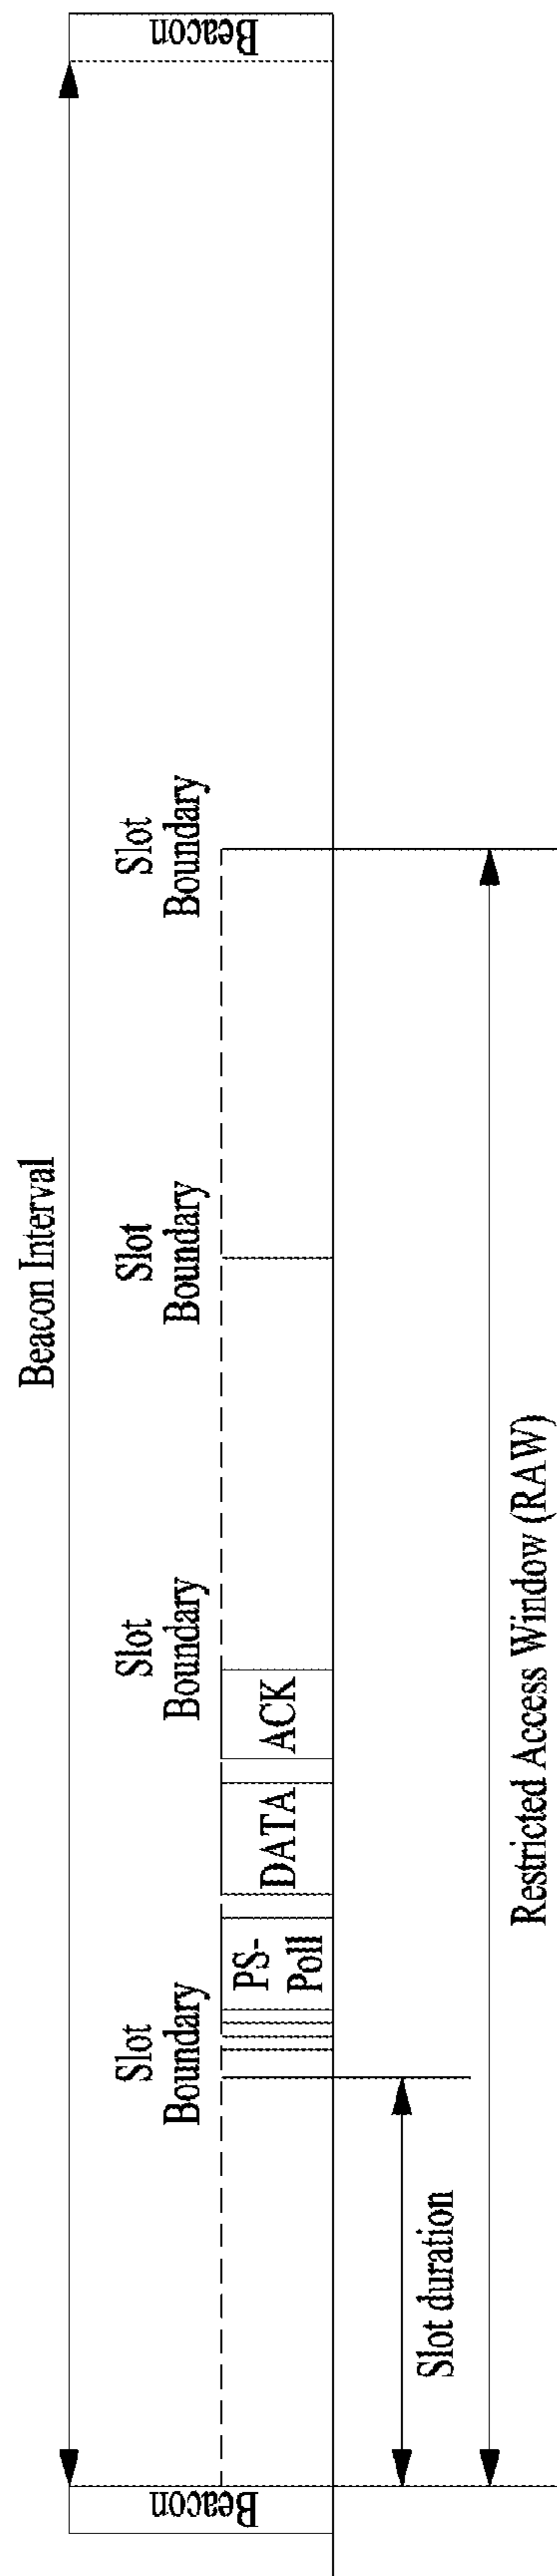 Beacon Interval
Beacon
Slot
Boundary
Slot
Boundary
Slot
Boundary
Slot
Boundary
Beacon
PS-
Poll
DATA
ACK
Slot duration
Restricted Access Window (RAW)